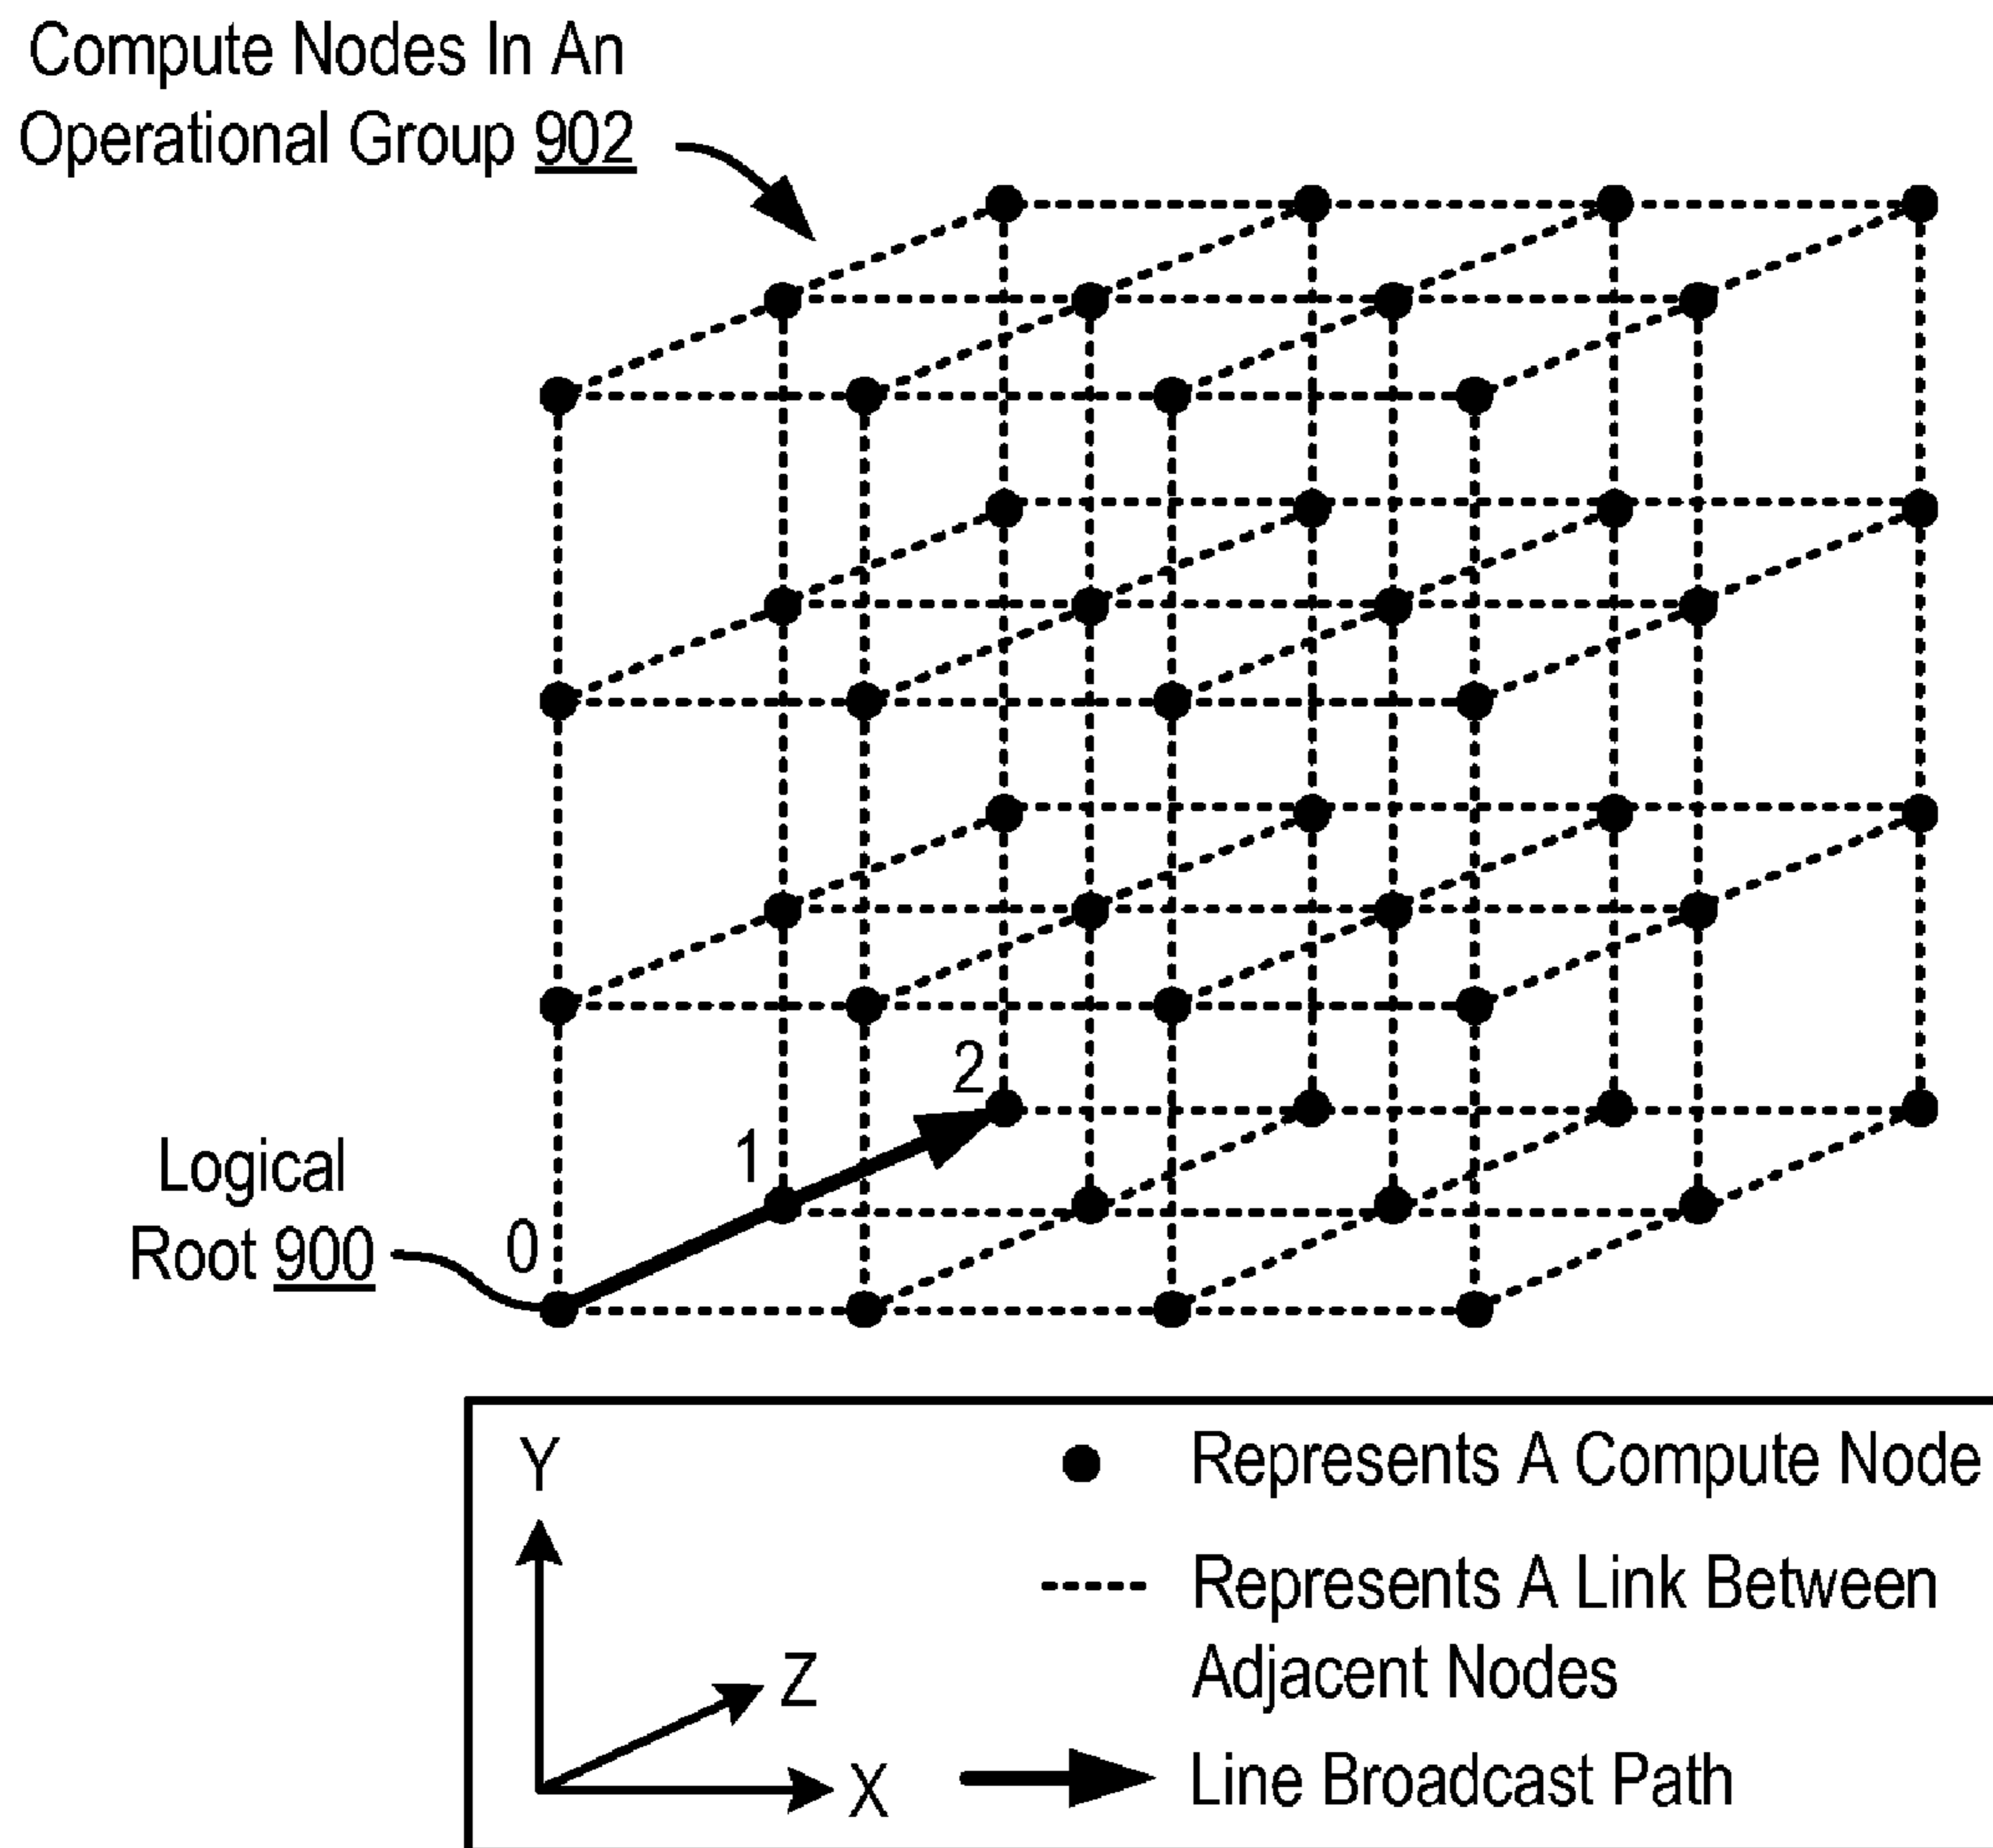 Compute Nodes In An
Operational Group 902
2
1
Logical
Root 900
0
Y
Z
X
Represents A Compute Node
Represents A Link Between
Adjacent Nodes
Line Broadcast Path